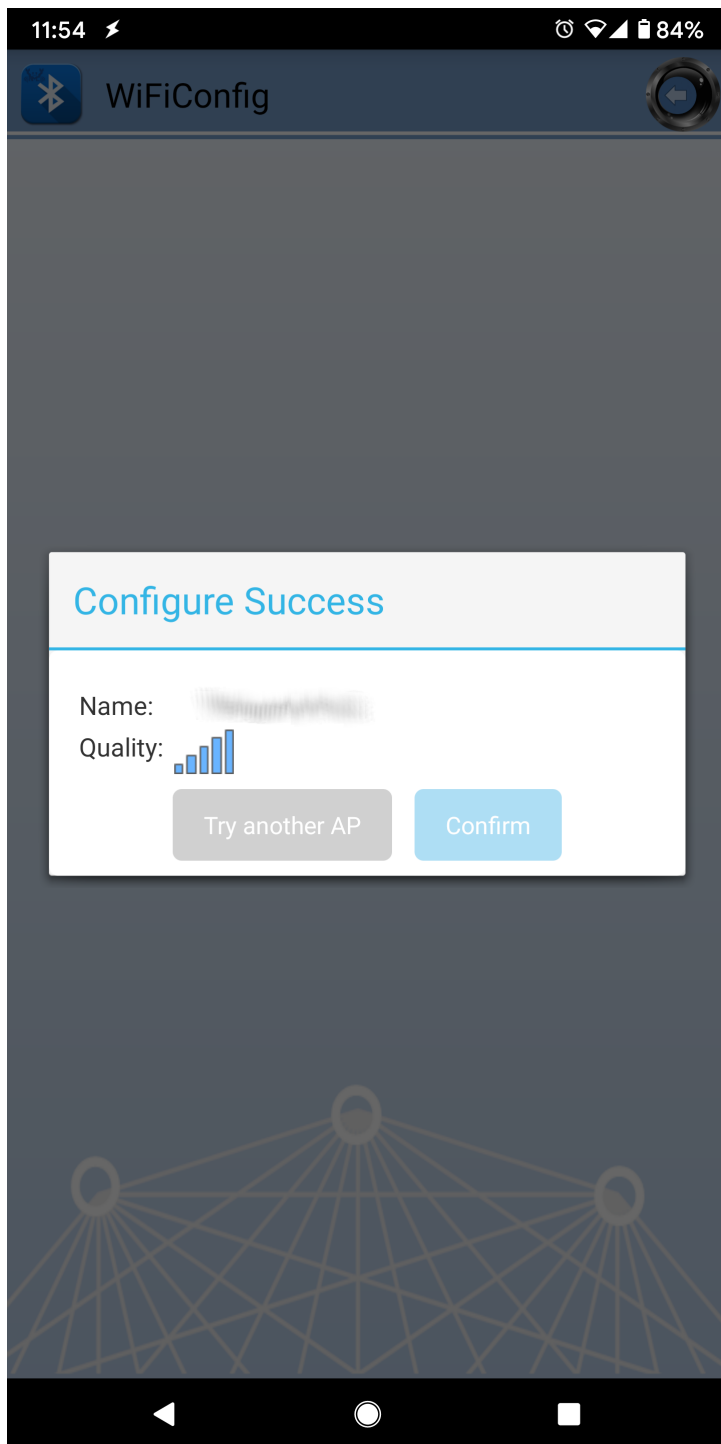 11:54 84%
WiFiConfig
Configure Success
Name:
Quality:
Try another AP Confirm